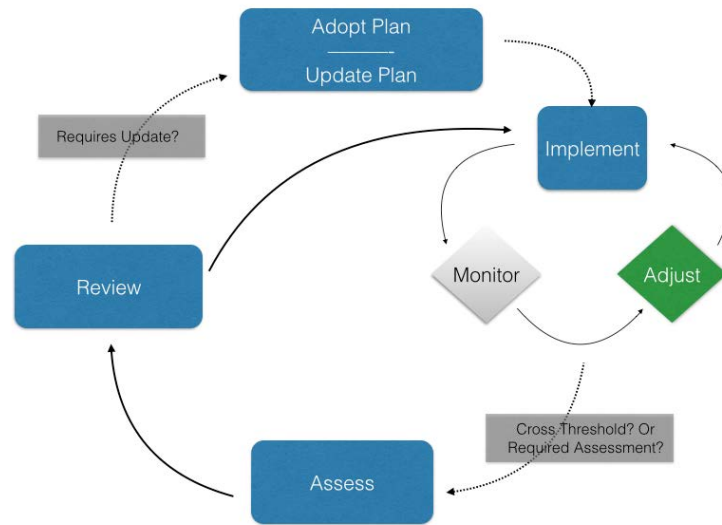 Adopt Plan
Update Plan
Requires Update?
Implement
Monitor
Adjust
Review
Cross Threshold? Or
Required Assessment?
Assess